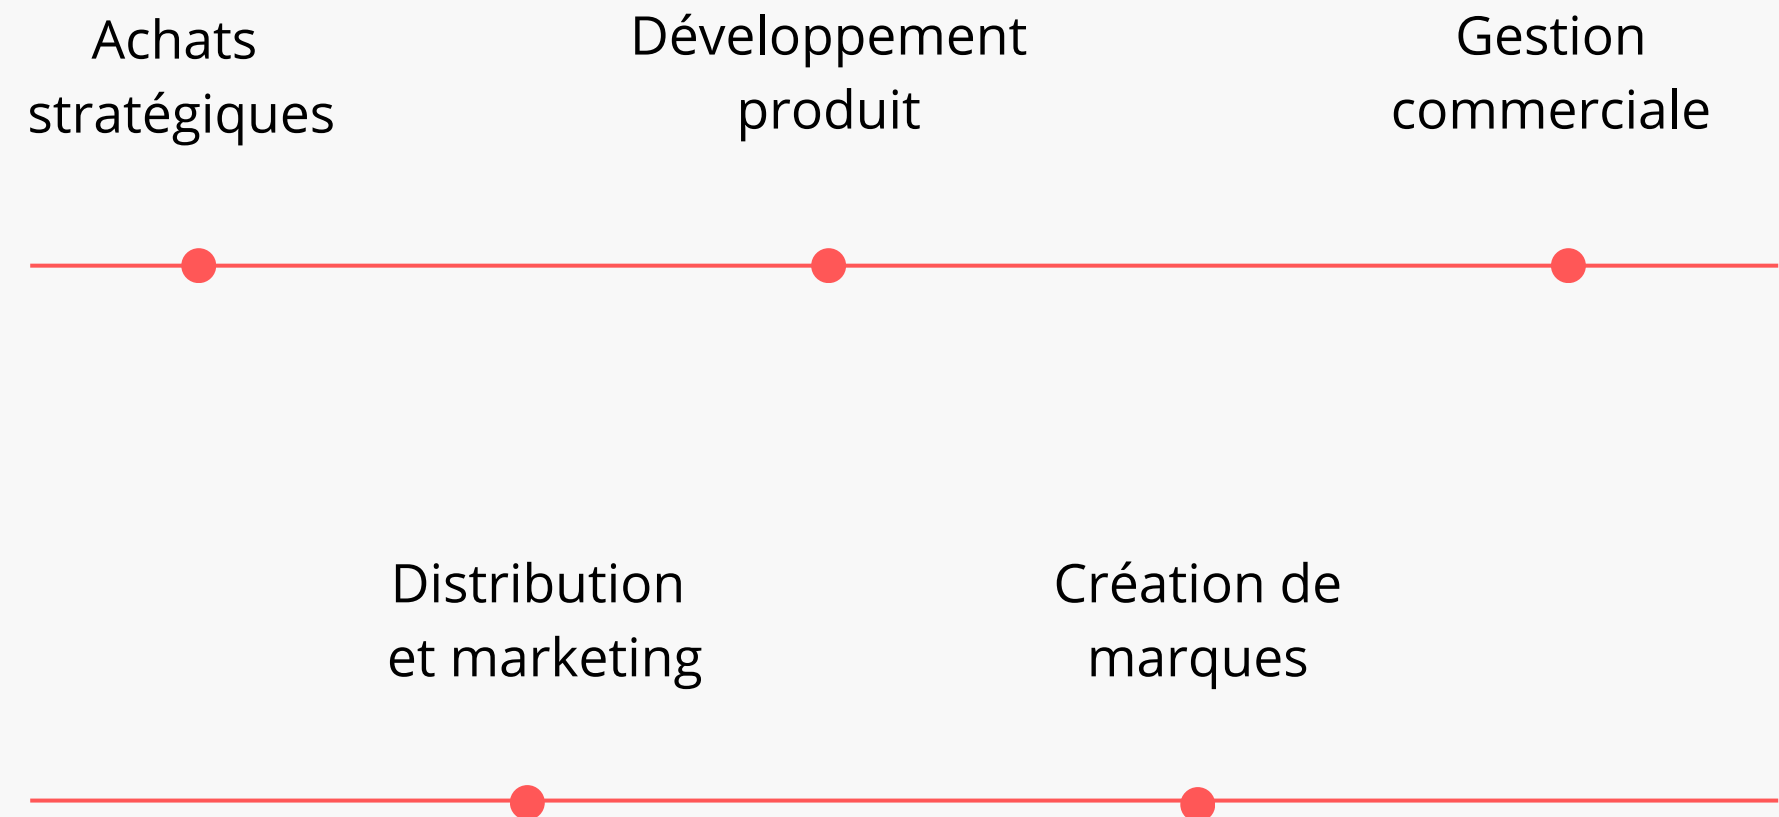 Achats
stratégiques
Développement
produit
Gestion
commerciale
Distribution
et marketing
Création de
marques